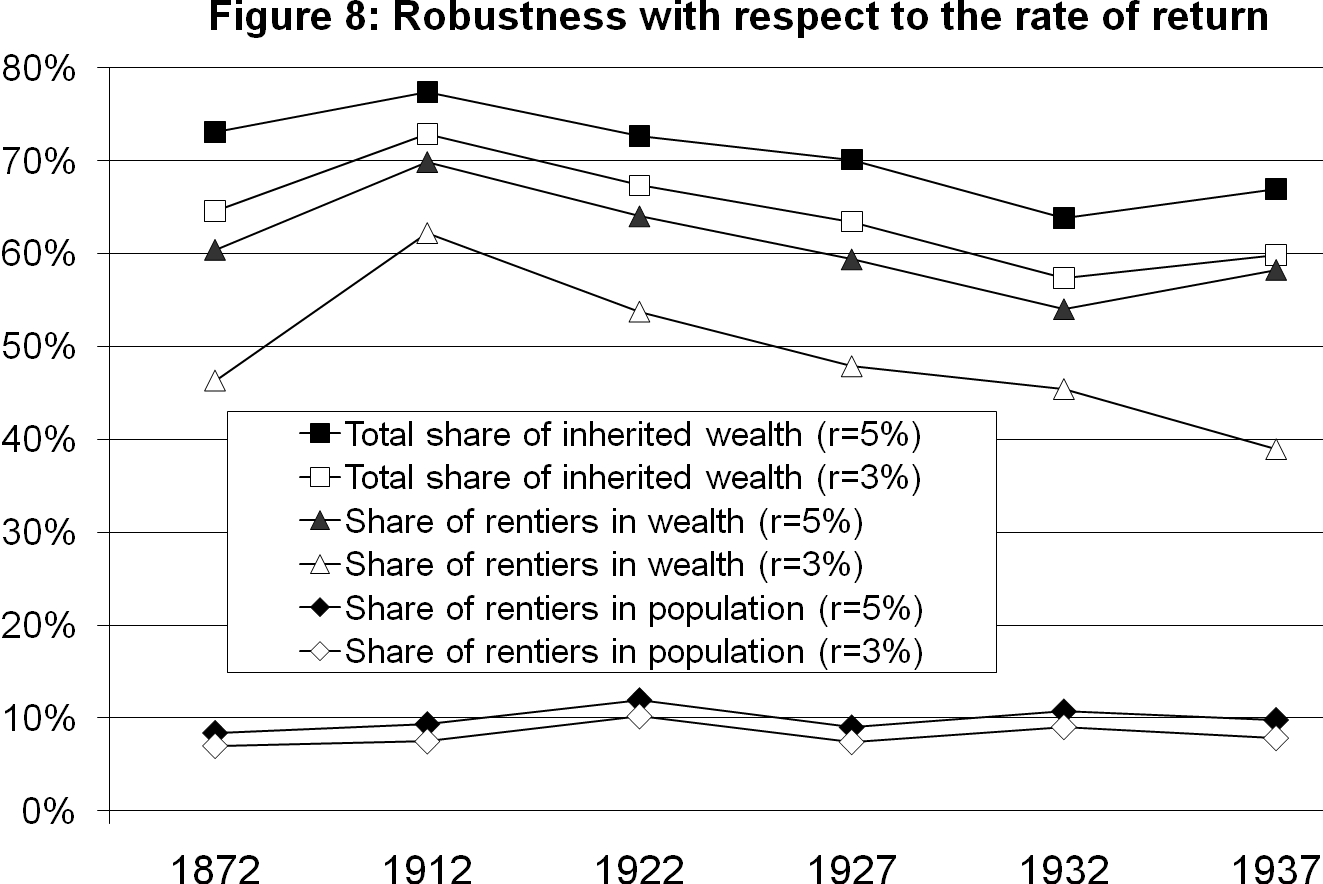 Figure 8: Robustness with respect to the rate of return
80%
70%
60%
50%
40%
30%
20%
10%
0%
Total share of inherited wealth (r=5%)
Total share of inherited wealth (r=3%)
Share of rentiers in wealth (r=5%)
Share of rentiers in wealth (r=3%)
Share of rentiers in population (r=5%)
Share of rentiers in population (r=3%)
1872 1912 1922 1927 1932 1937